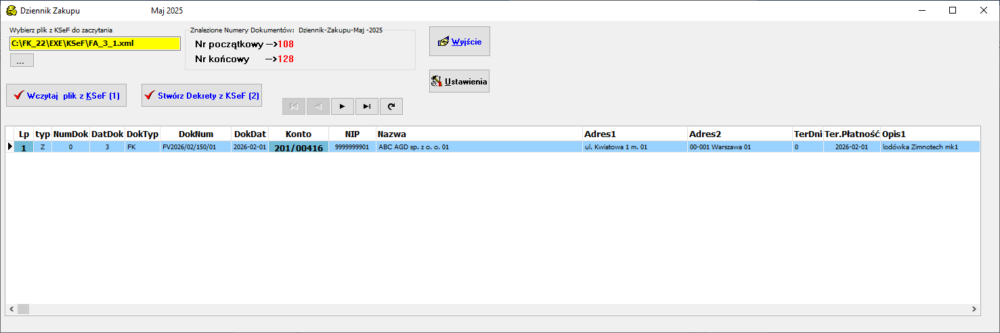 Dziennik Zakupu Maj 2025
Wybierz plik z KSeF do zaczytania
C:\FK_22\EXE\KSeF\FA_3_1.xml
...
Znalezione Numery Dokumentów: Dziennik-Zakupu-Maj -2025
Nr początkowy -->108
Nr końcowy -->128
Wyjście
Ustawienia
Wczytaj plik z KSeF (1)
Stwórz Dekrety z KSeF (2)
Lp typ NumDok DatDok DokTyp DokNum DokDat Konto NIP Nazwa Adres1 Adres2 TerDni Ter.Płatność Opis1
1 Z 0 3 FK FV2026/02/150/01 2026-02-01 201/00416 9999999901 ABC AGD sp. z o. o. 01 ul. Kwiatowa 1 m. 01 00-001 Warszawa 01 0 2026-02-01 lodówka Zimnotech mk1